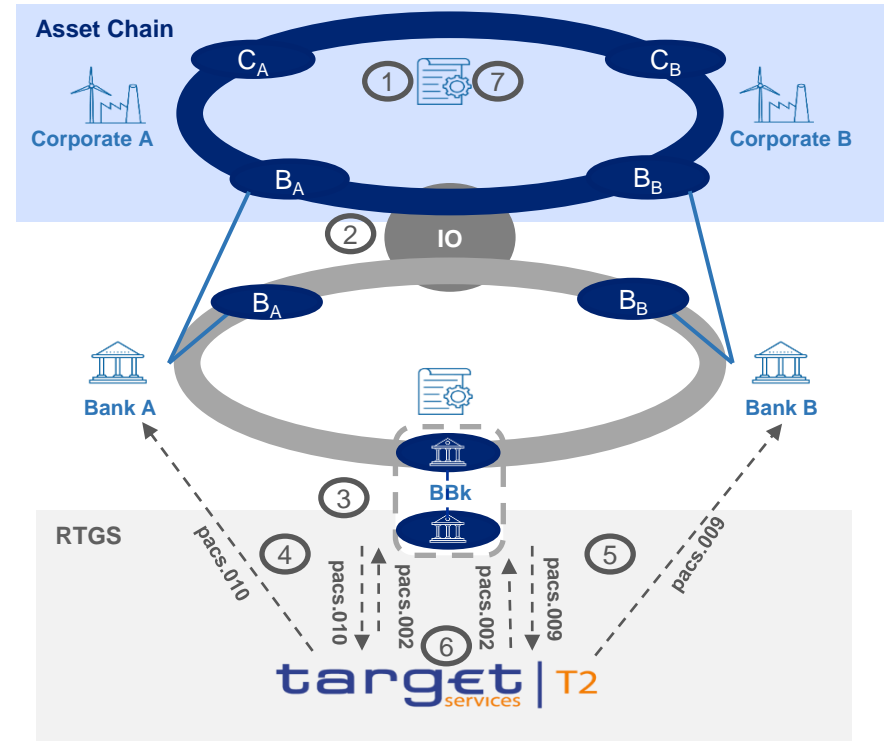 Asset Chain
C_A
C_B
1
7
Corporate A
Corporate B
B_A
B_B
2
IO
B_A
B_B
Bank A
Bank B
BBk
3
RTGS
4
5
pacs.010
pacs.010
pacs.002
pacs.002
pacs.009
pacs.009
6
target
services
T2